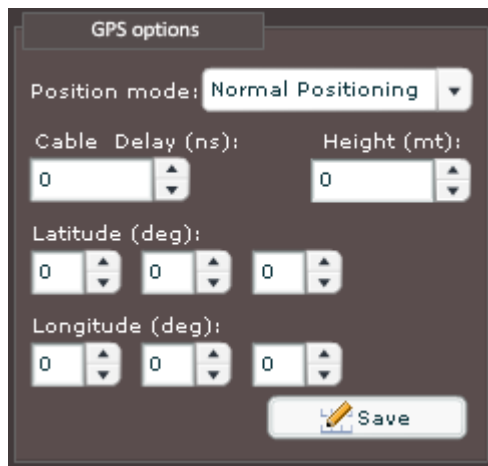 GPS options
Position mode: Normal Positioning
Cable Delay (ns): Height (mt):
0 0
Latitude (deg):
0 0 0
Longitude (deg):
0 0 0
Save